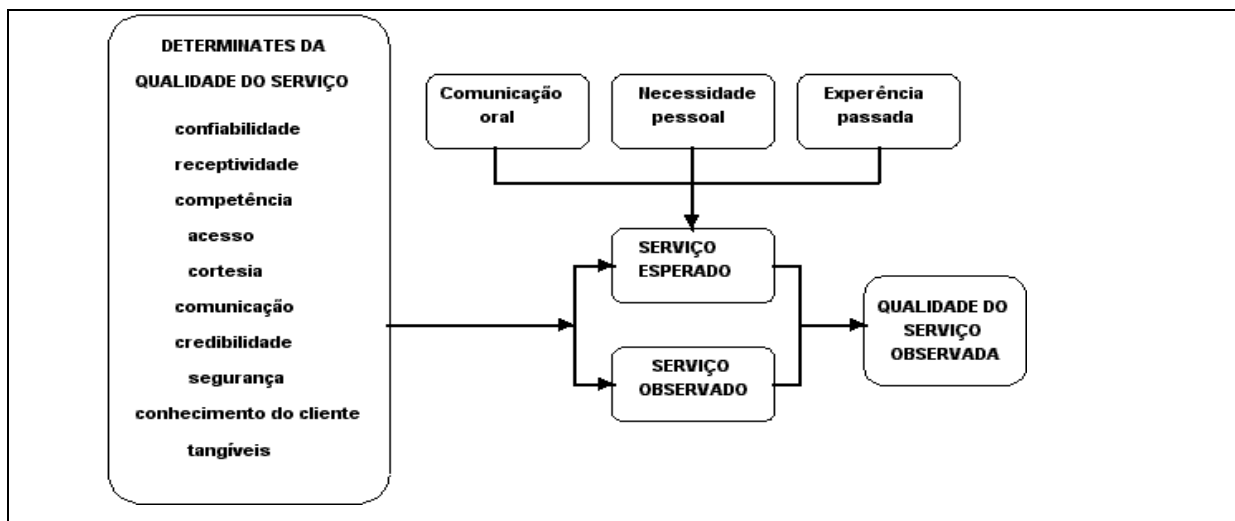 DETERMINATES DA
QUALIDADE DO SERVIÇO
confiabilidade
receptividade
competência
acesso
cortesia
comunicação
credibilidade
segurança
conhecimento do cliente
tangíveis
Comunicação
oral
Necessidade
pessoal
Experência
passada
SERVIÇO
ESPERADO
SERVIÇO
OBSERVADO
QUALIDADE DO
SERVIÇO
OBSERVADA